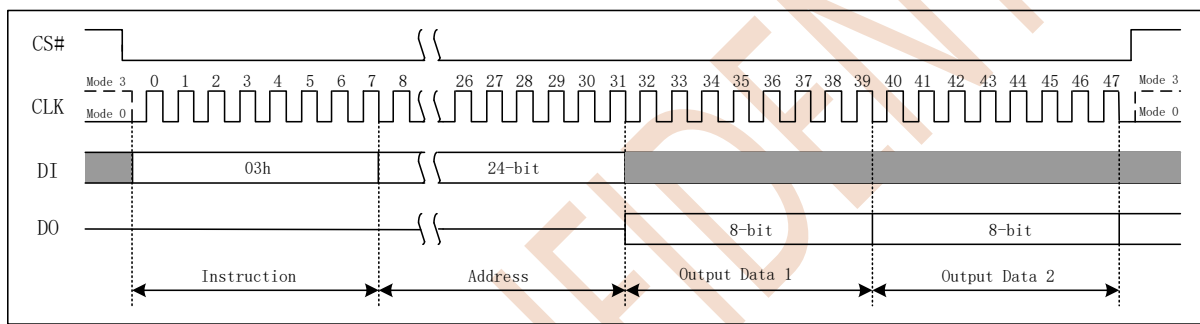 CS#
Mode 3 0 1 2 3 4 5 6 7 8 26 27 28 29 30 31 32 33 34 35 36 37 38 39 40 41 42 43 44 45 46 47 Mode 3
CLK
Mode 0 Mode 0
DI 03h 24-bit
DO 8-bit 8-bit
Instruction Address Output Data 1 Output Data 2